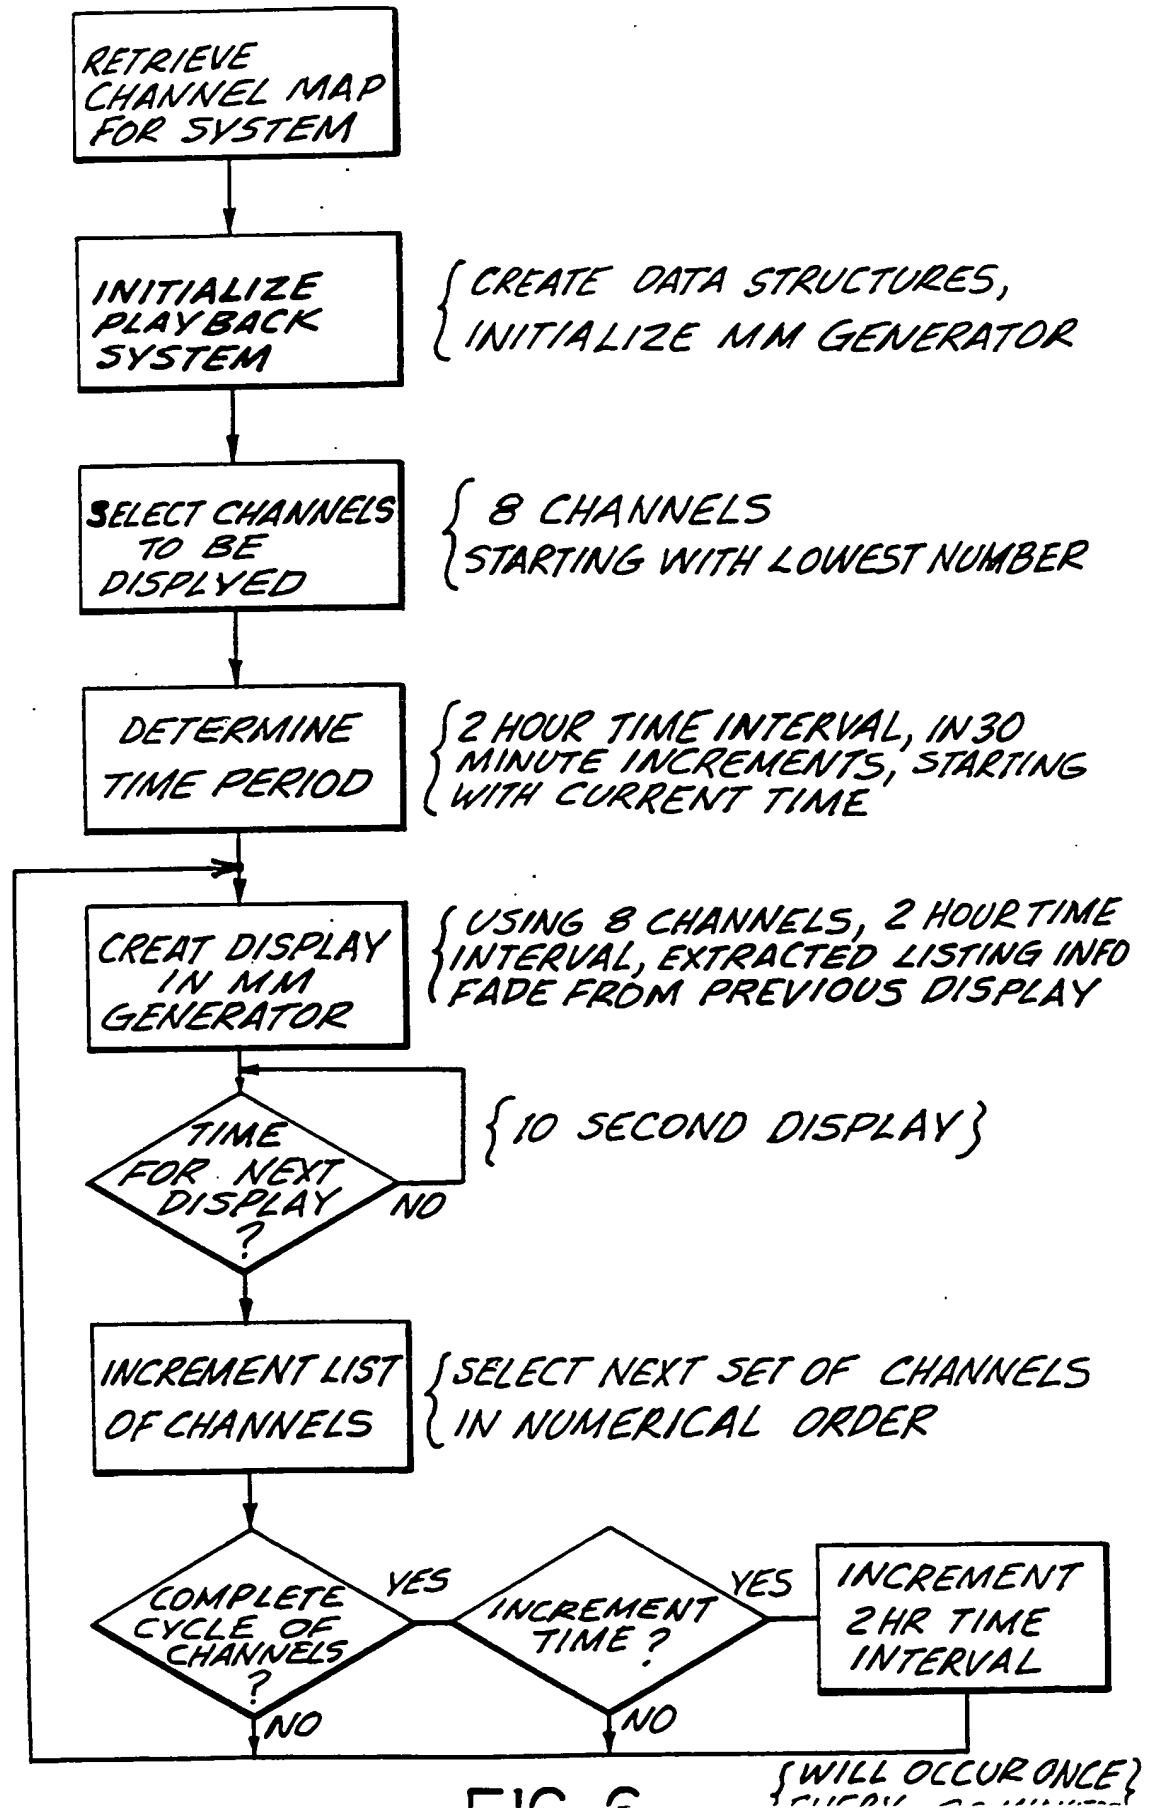 RETRIEVE
CHANNEL MAP
FOR SYSTEM
INITIALIZE
PLAYBACK
SYSTEM
{ CREATE DATA STRUCTURES,
INITIALIZE MM GENERATOR
SELECT CHANNELS
TO BE
DISPLYED
{ 8 CHANNELS
STARTING WITH LOWEST NUMBER
DETERMINE
TIME PERIOD
{ 2 HOUR TIME INTERVAL, IN 30
MINUTE INCREMENTS, STARTING
WITH CURRENT TIME
CREAT DISPLAY
IN MM
GENERATOR
{ USING 8 CHANNELS, 2 HOUR TIME
INTERVAL, EXTRACTED LISTING INFO
FADE FROM PREVIOUS DISPLAY
TIME
FOR NEXT
DISPLAY
?
NO
{ 10 SECOND DISPLAY }
INCREMENT LIST
OF CHANNELS
{ SELECT NEXT SET OF CHANNELS
IN NUMERICAL ORDER
COMPLETE
CYCLE OF
CHANNELS
?
YES
NO
INCREMENT
TIME ?
YES
NO
INCREMENT
2 HR TIME
INTERVAL
{ WILL OCCUR ONCE }